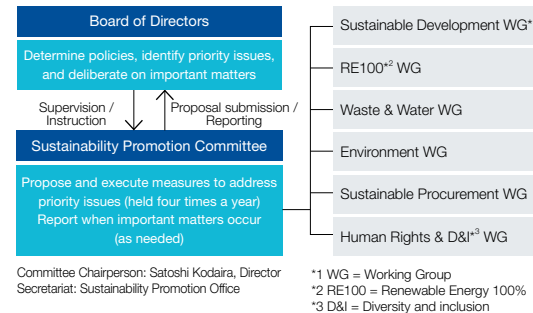 Board of Directors
Determine policies, identify priority issues,
and deliberate on important matters
Supervision /
Instruction
Proposal submission /
Reporting
Sustainability Promotion Committee
Propose and execute measures to address
priority issues (held four times a year)
Report when important matters occur
(as needed)
Committee Chairperson: Satoshi Kodaira, Director
Secretariat: Sustainability Promotion Office
Sustainable Development WG*
RE100*2 WG
Waste & Water WG
Environment WG
Sustainable Procurement WG
Human Rights & D&I*3 WG
*1 WG = Working Group
*2 RE100 = Renewable Energy 100%
*3 D&I = Diversity and inclusion